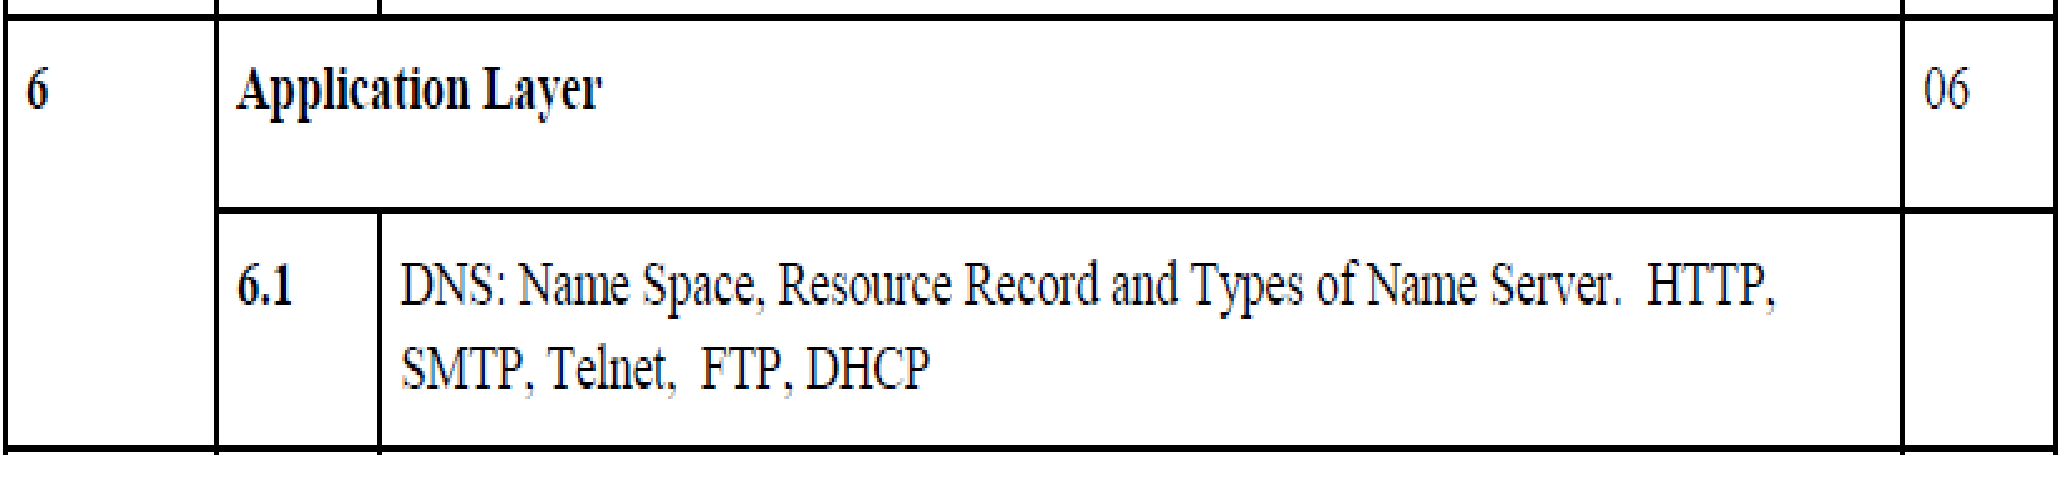 6 Application Layer 06
6.1 DNS: Name Space, Resource Record and Types of Name Server. HTTP,
SMTP, Telnet, FTP, DHCP